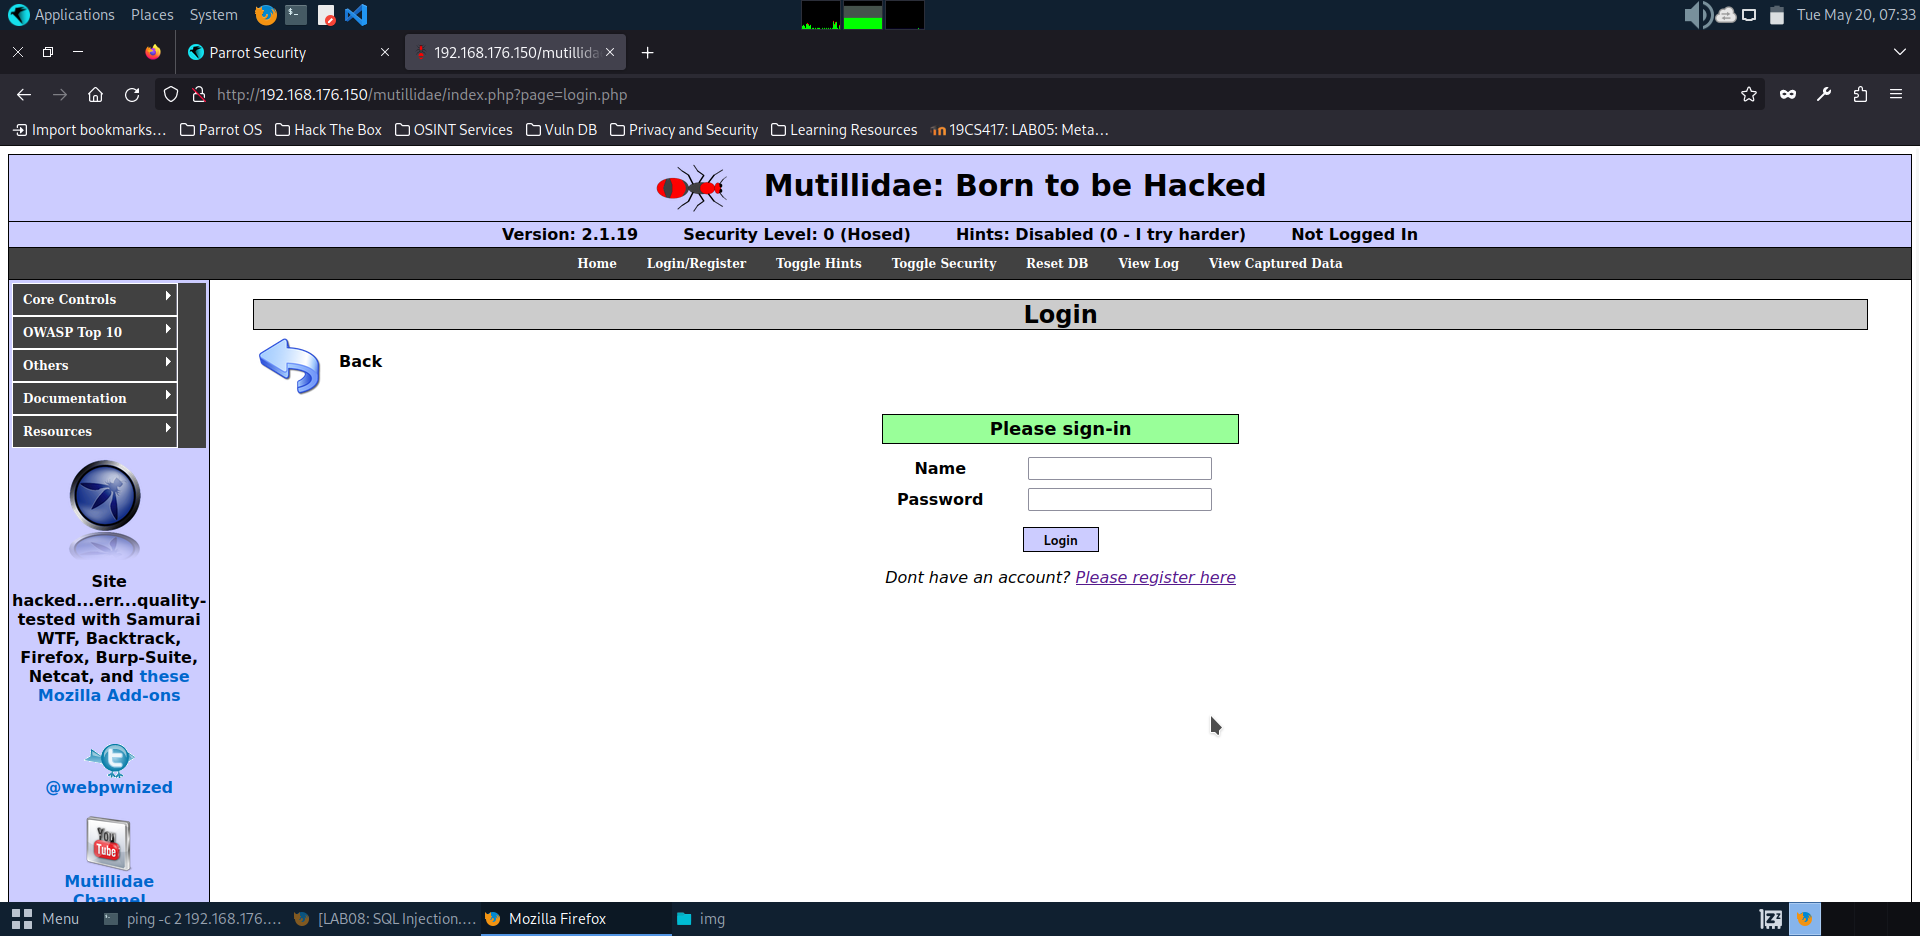 Applications Places System Tue May 20, 07:33
Parrot Security 192.168.176.150/mutillida
http://192.168.176.150/mutillidae/index.php?page=login.php
Import bookmarks... Parrot OS Hack The Box OSINT Services Vuln DB Privacy and Security Learning Resources 19CS417: LAB05: Meta...
Mutillidae: Born to be Hacked
Version: 2.1.19 Security Level: 0 (Hosed) Hints: Disabled (0 - I try harder) Not Logged In
Home Login/Register Toggle Hints Toggle Security Reset DB View Log View Captured Data
Core Controls
OWASP Top 10
Others
Documentation
Resources
Site
hacked...err...quality-
tested with Samurai
WTF, Backtrack,
Firefox, Burp-Suite,
Netcat, and these
Mozilla Add-ons
@webpwnized
You
Tube
Mutillidae
Channel
Login
Back
Please sign-in
Name
Password
Login
Dont have an account? Please register here
Menu ping -c 2 192.168.176.... [LAB08: SQL Injection.... Mozilla Firefox img